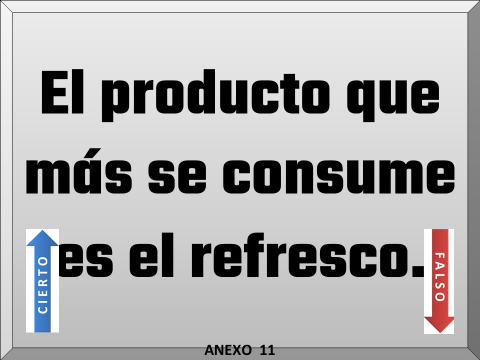 El producto que
más se consume
es el refresco.
CIERTO
FALSO
ANEXO 11